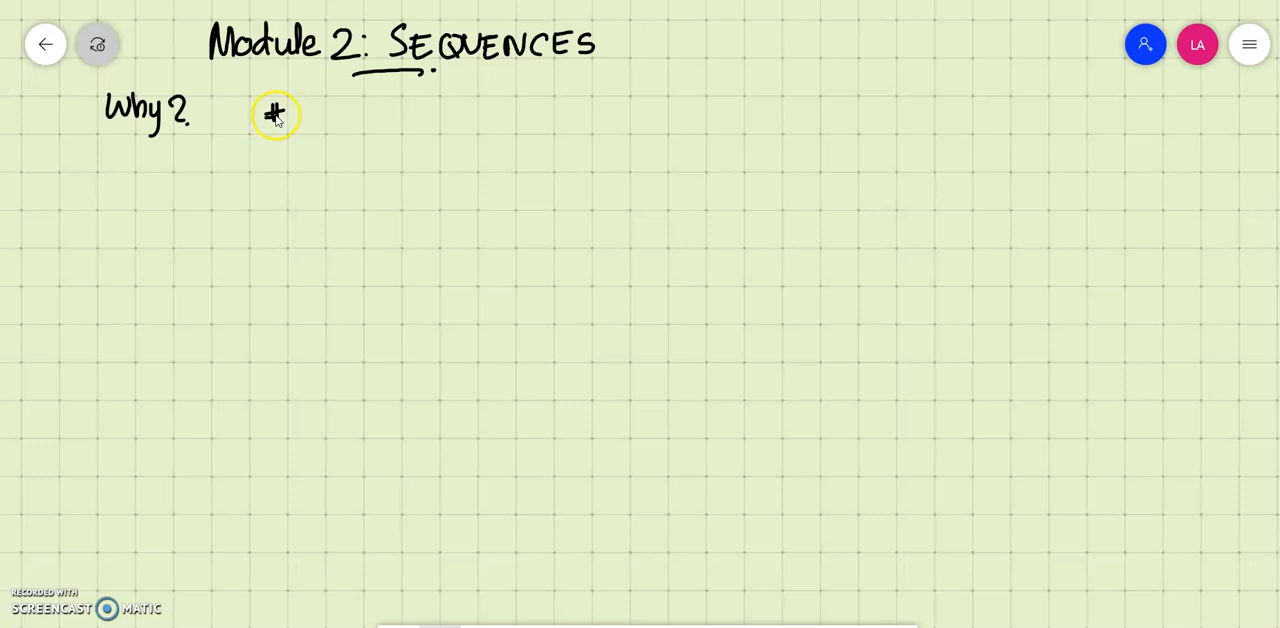 Module 2: SEQUENCES
LA
Why? #
RECORDED WITH
SCREENCAST MATIC